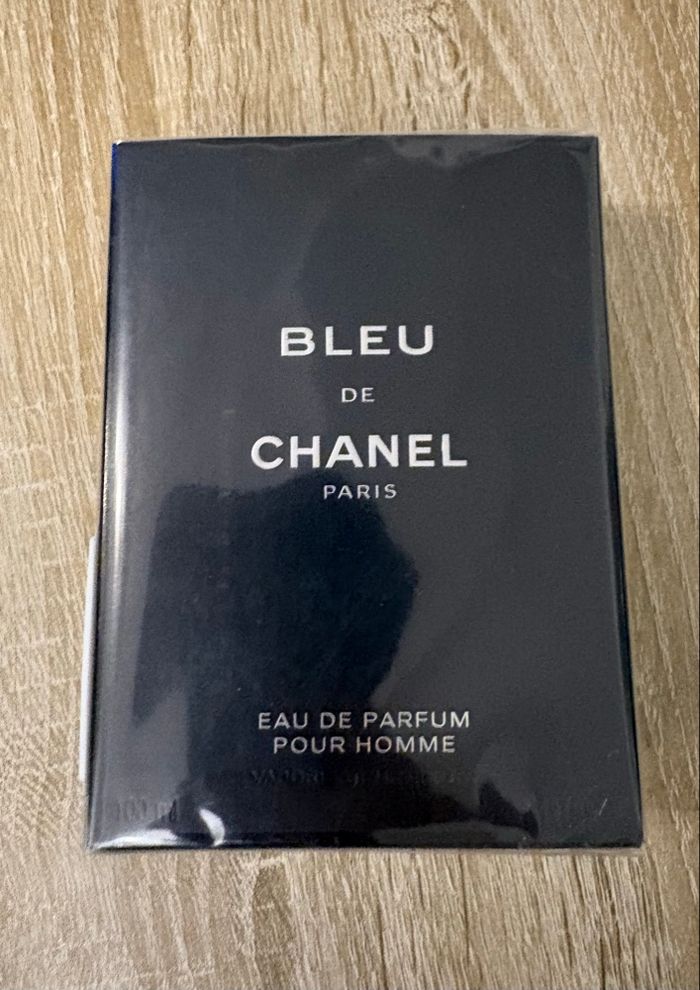 BLEU
DE
CHANEL
PARIS
EAU DE PARFUM
POUR HOMME